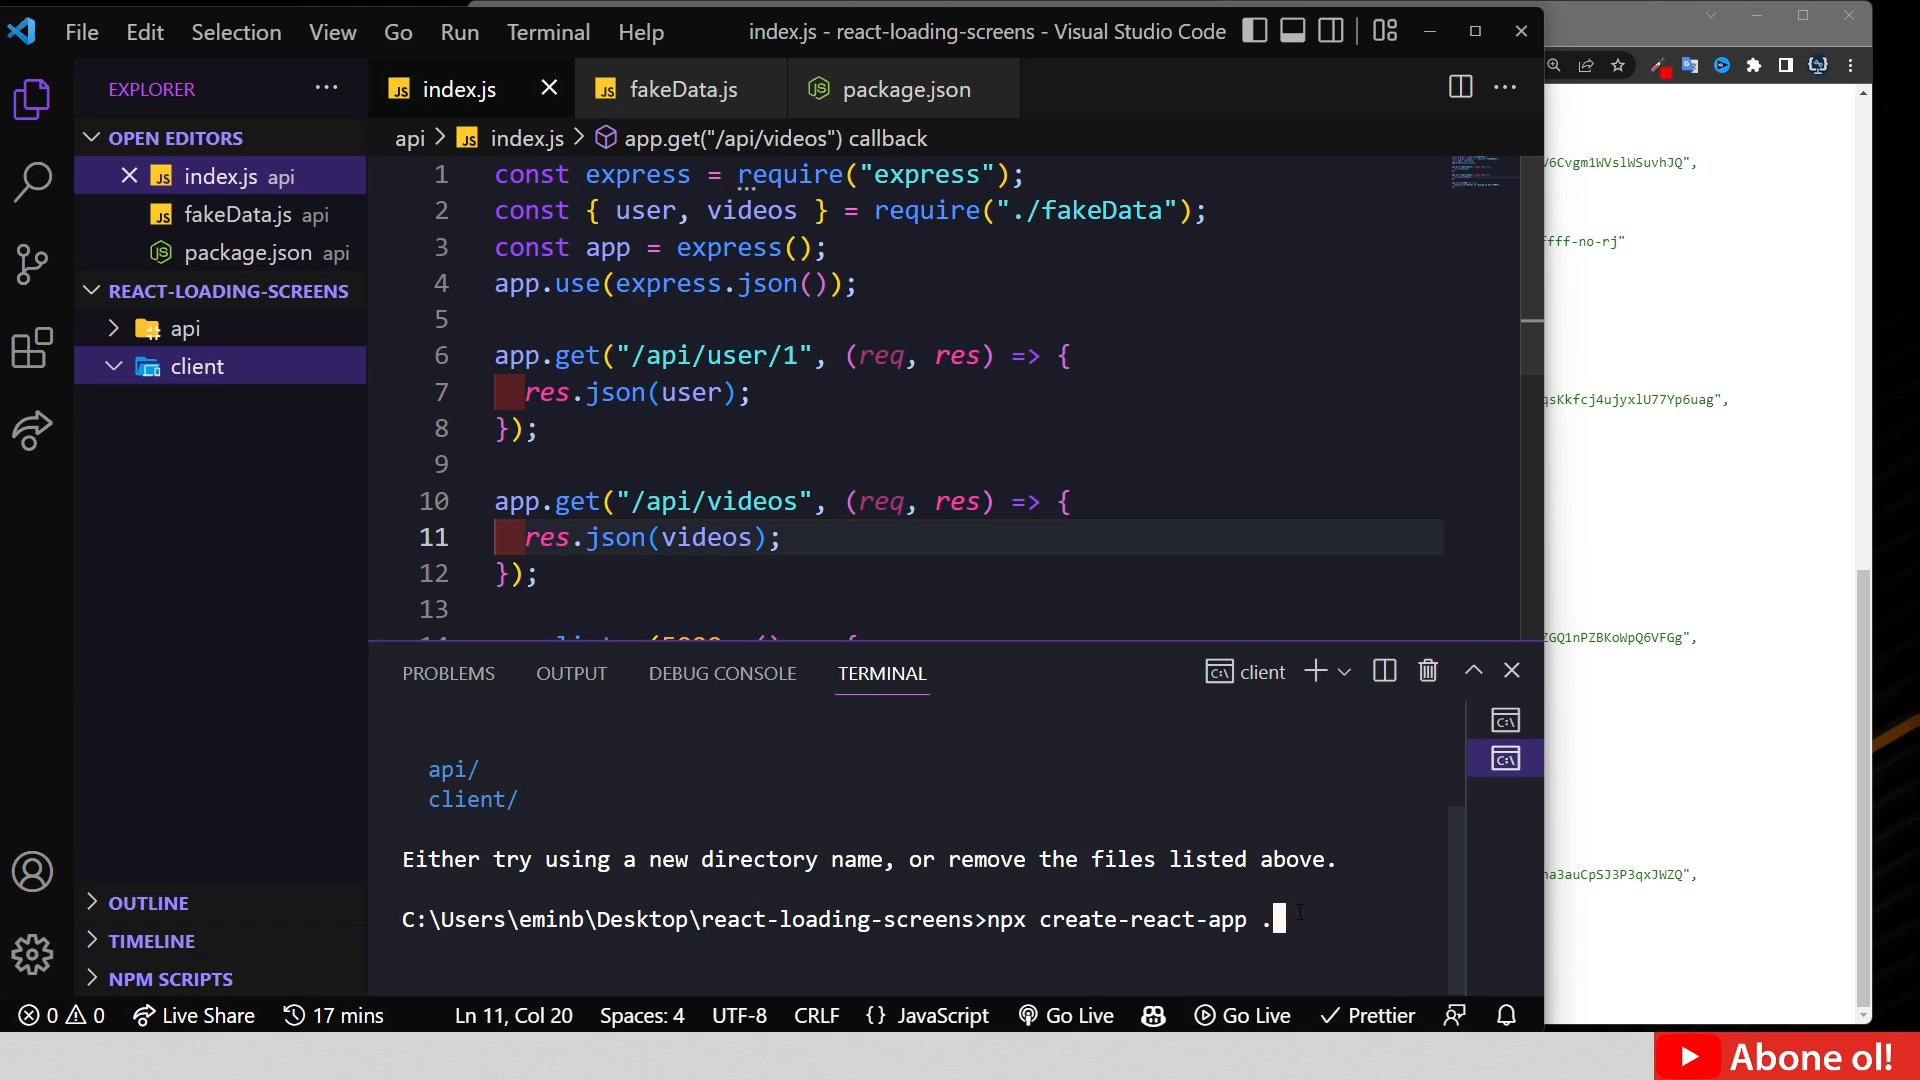 File Edit Selection View Go Run Terminal Help
index.js - react-loading-screens - Visual Studio Code
EXPLORER
OPEN EDITORS
index.js api
fakeData.js api
package.json api
REACT-LOADING-SCREENS
api
client
OUTLINE
TIMELINE
NPM SCRIPTS
index.js
fakeData.js
package.json
api > index.js > app.get("/api/videos") callback
1 const express = require("express");
2 const { user, videos } = require("./fakeData");
3 const app = express();
4 app.use(express.json());
5
6 app.get("/api/user/1", (req, res) => {
7 res.json(user);
8 });
9
10 app.get("/api/videos", (req, res) => {
11 res.json(videos);
12 });
13
PROBLEMS OUTPUT DEBUG CONSOLE TERMINAL
client
api/
client/
Either try using a new directory name, or remove the files listed above.
C:\Users\eminb\Desktop\react-loading-screens>npx create-react-app .
0 0 Live Share 17 mins Ln 11, Col 20 Spaces: 4 UTF-8 CRLF {} JavaScript Go Live Go Live Prettier
ffff-no-rj"
Abone ol!